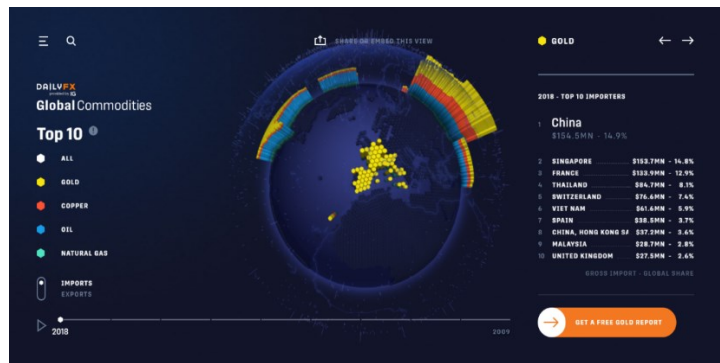 SHARE OR EMBED THIS VIEW
DAILYFX
Global Commodities
Top 10
ALL
GOLD
COPPER
OIL
NATURAL GAS
IMPORTS
EXPORTS
2018
2009
GOLD
2018 - TOP 10 IMPORTERS
1 China
$154.5MN - 14.9%
2 SINGAPORE $153.7MN - 14.8%
3 FRANCE $133.9MN - 12.9%
4 THAILAND $84.7MN - 8.1%
5 SWITZERLAND $76.6MN - 7.4%
6 VIET NAM $61.6MN - 5.9%
7 SPAIN $38.5MN - 3.7%
8 CHINA, HONG KONG SA $37.2MN - 3.6%
9 MALAYSIA $28.7MN - 2.8%
10 UNITED KINGDOM $27.5MN - 2.6%
GROSS IMPORT - GLOBAL SHARE
GET A FREE GOLD REPORT